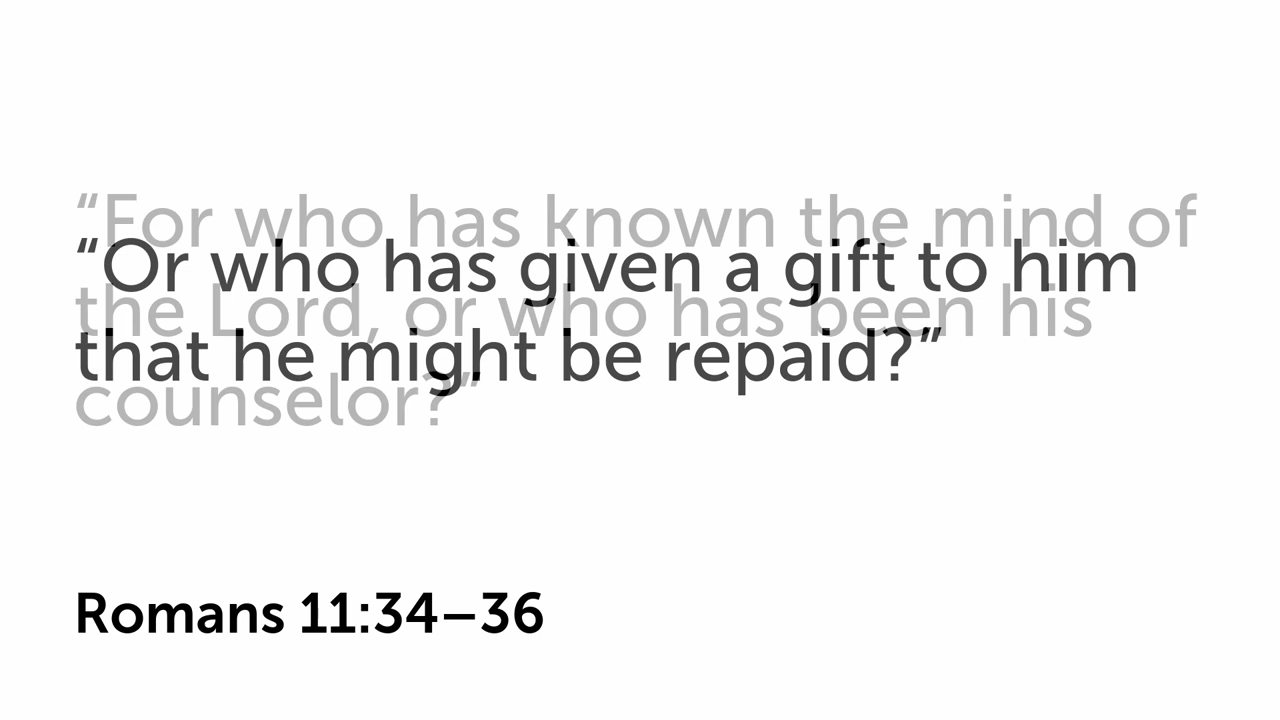 “For who has known the mind of
the Lord, or who has been his
counselor?”
“Or who has given a gift to him
that he might be repaid?”
Romans 11:34–36